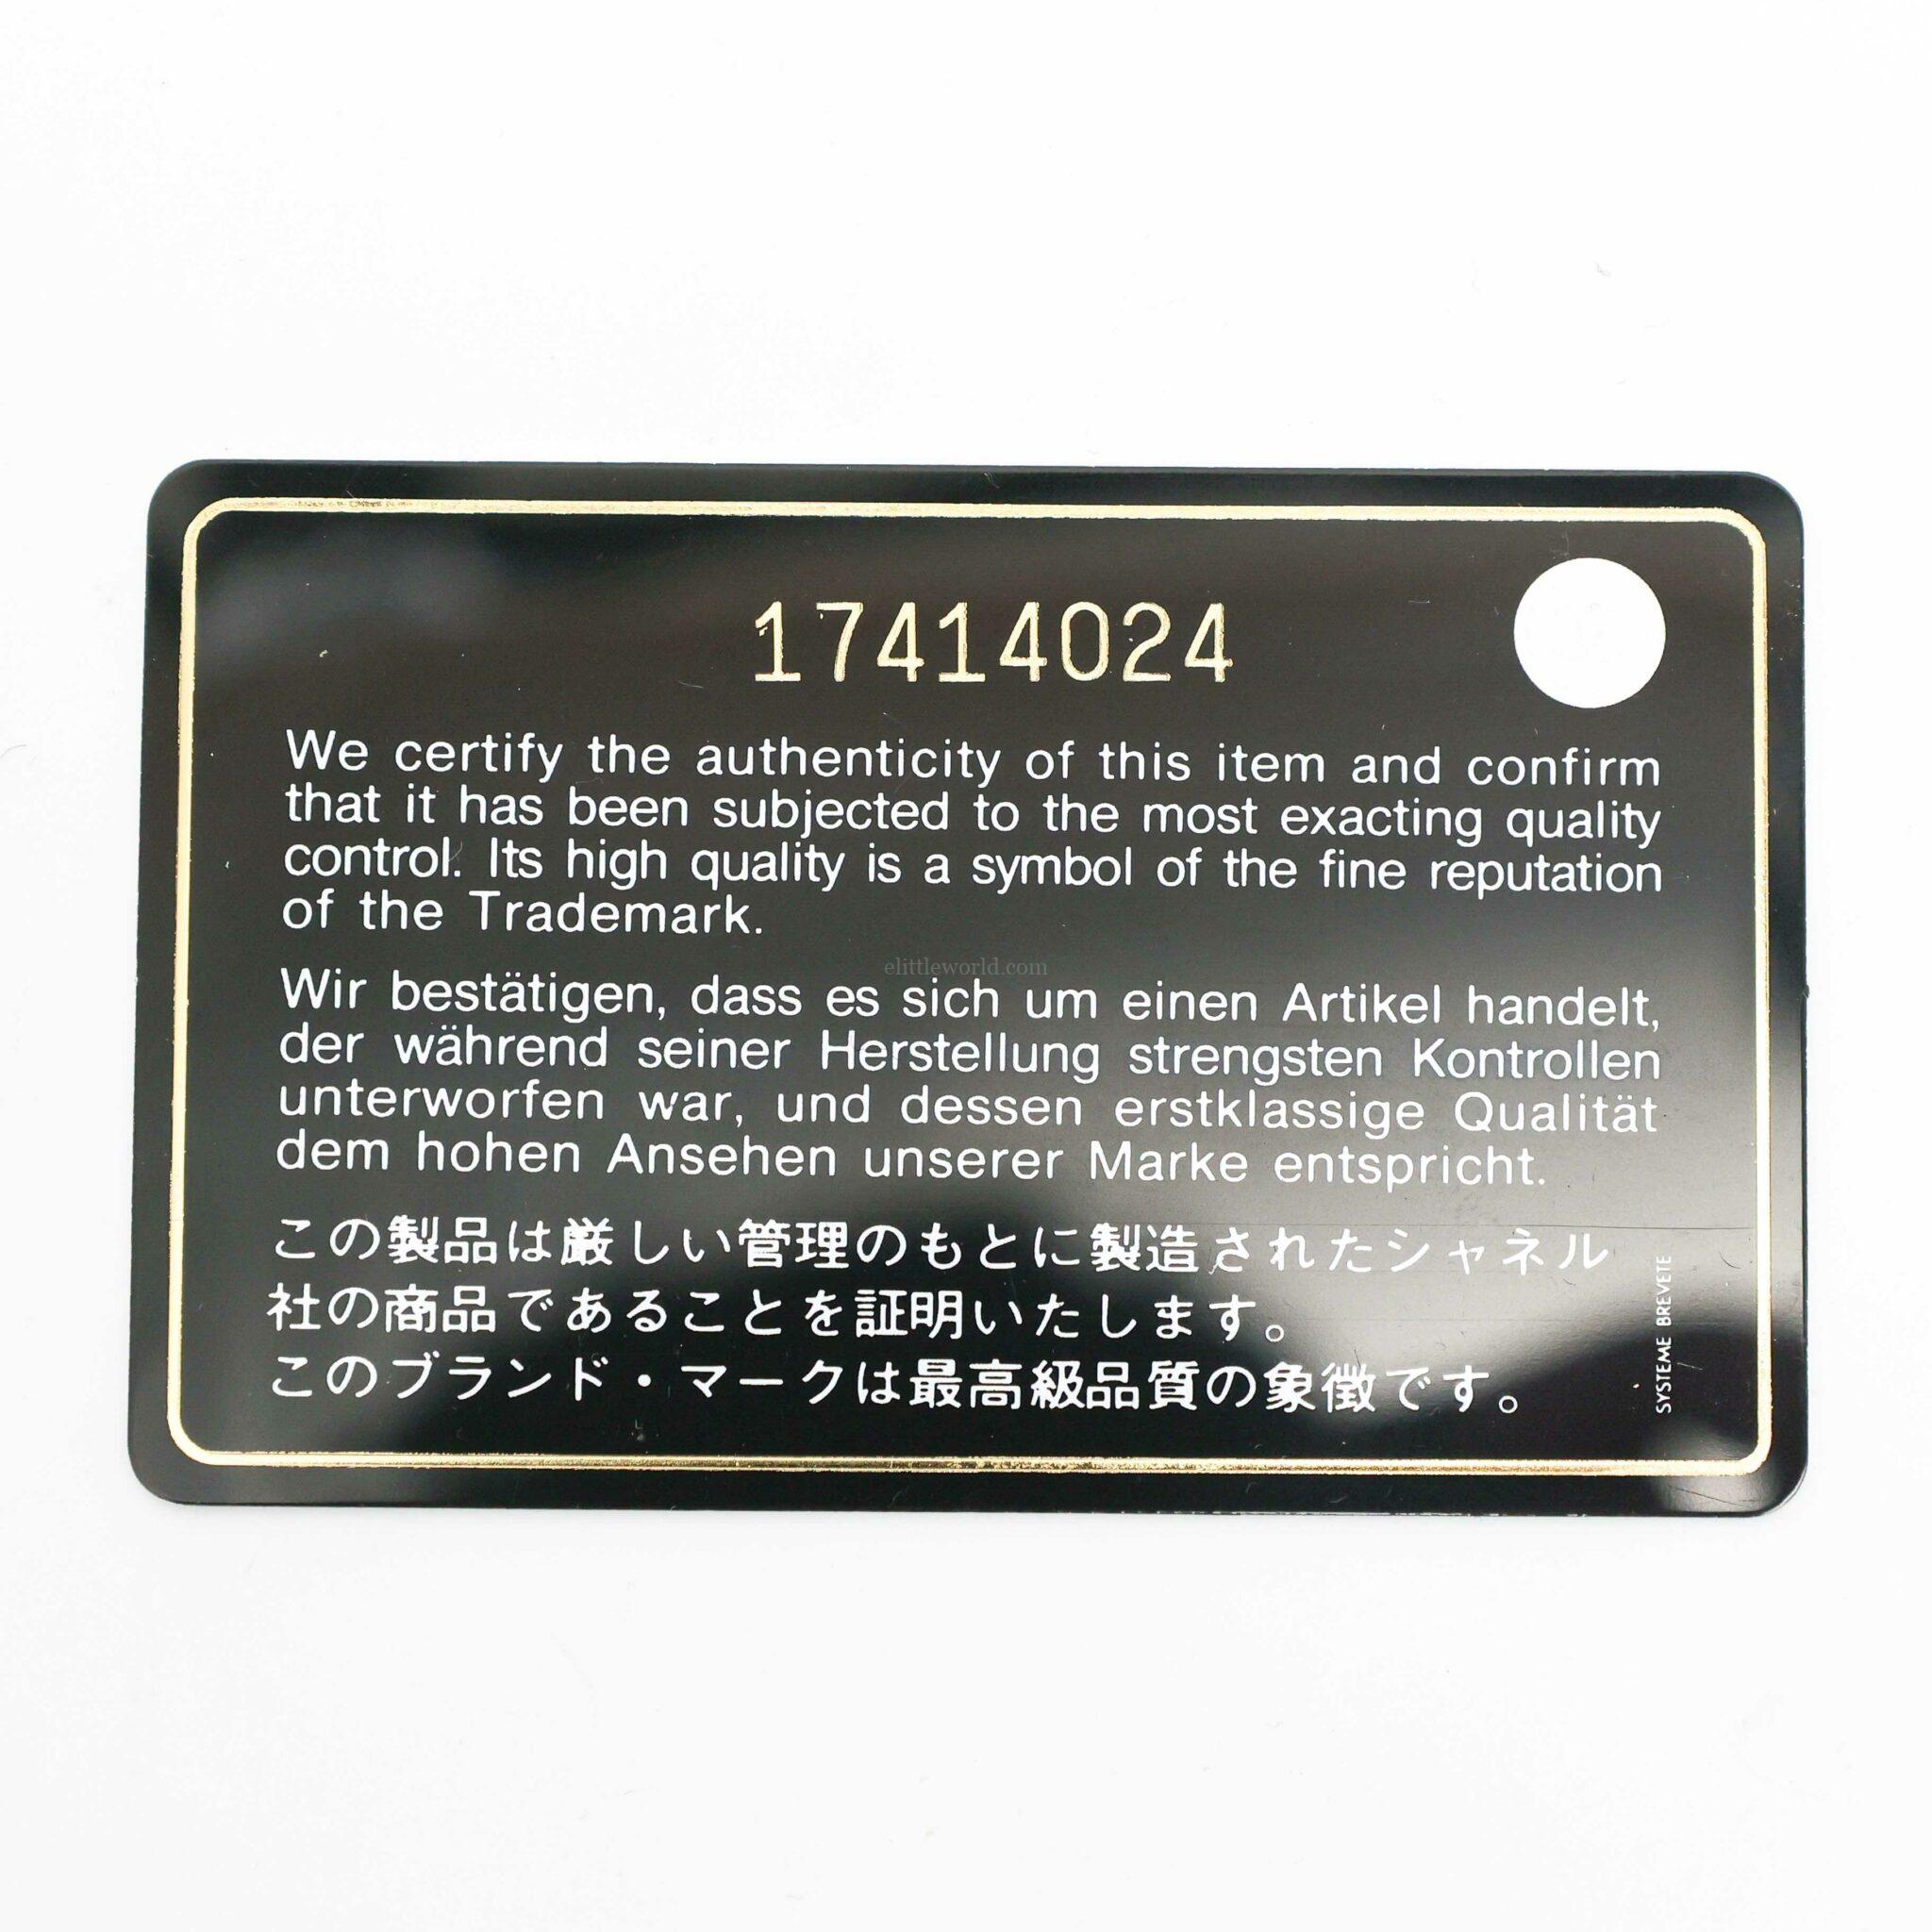 17414024
We certify the authenticity of this item and confirm
that it has been subjected to the most exacting quality
control. Its high quality is a symbol of the fine reputation
of the Trademark.
elittleworld.com
Wir bestätigen, dass es sich um einen Artikel handelt,
der während seiner Herstellung strengsten Kontrollen
unterworfen war, und dessen erstklassige Qualität
dem hohen Ansehen unserer Marke entspricht.
この製品は厳しい管理のもとに製造されたシャネル
社の商品であることを証明いたします。
このブランド・マークは最高級品質の象徴です。
SYSTEME BREVETE